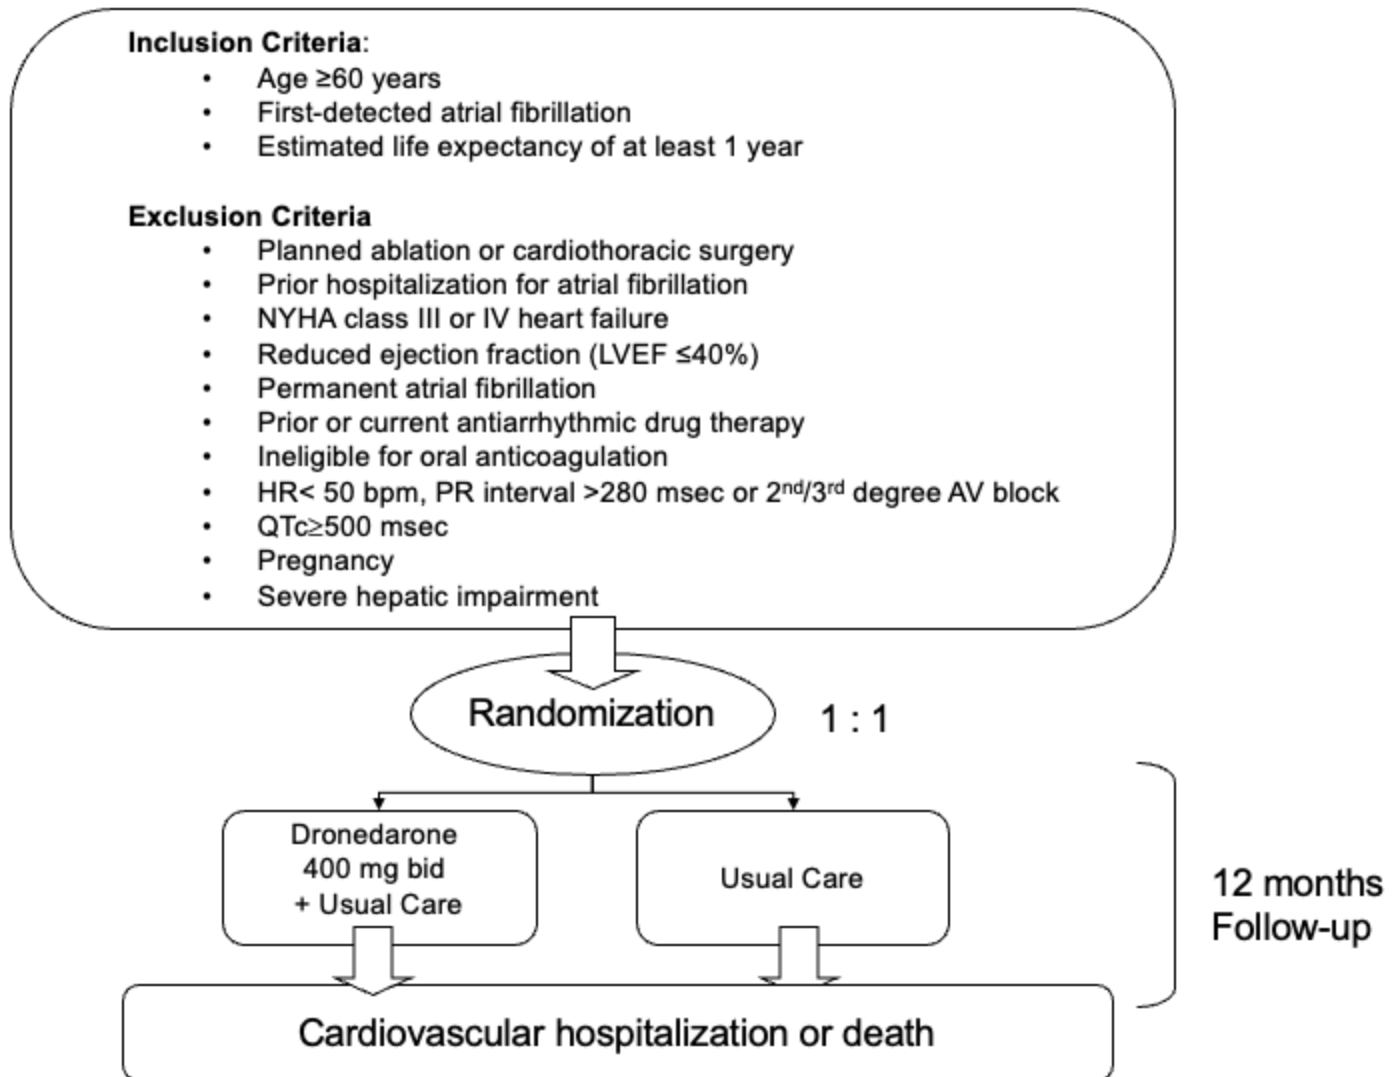 Inclusion Criteria:
• Age ≥60 years
• First-detected atrial fibrillation
• Estimated life expectancy of at least 1 year
Exclusion Criteria
• Planned ablation or cardiothoracic surgery
• Prior hospitalization for atrial fibrillation
• NYHA class III or IV heart failure
• Reduced ejection fraction (LVEF ≤40%)
• Permanent atrial fibrillation
• Prior or current antiarrhythmic drug therapy
• Ineligible for oral anticoagulation
• HR< 50 bpm, PR interval >280 msec or 2nd/3rd degree AV block
• QTc≥500 msec
• Pregnancy
• Severe hepatic impairment
Randomization
1 : 1
Dronedarone
400 mg bid
+ Usual Care
Usual Care
12 months
Follow-up
Cardiovascular hospitalization or death